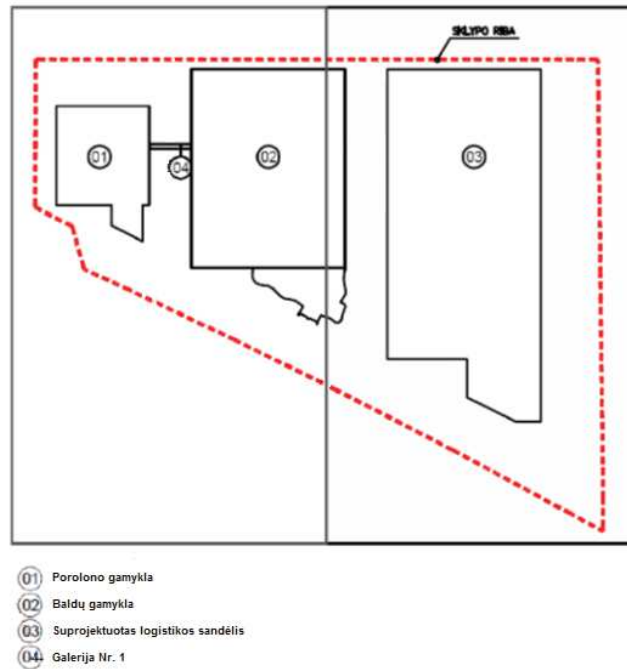 SKLYPO RIBA
01
04
02
03
01 Porolono gamykla
02 Baldų gamykla
03 Suprojektuotas logistikos sandėlis
04 Galerija Nr. 1